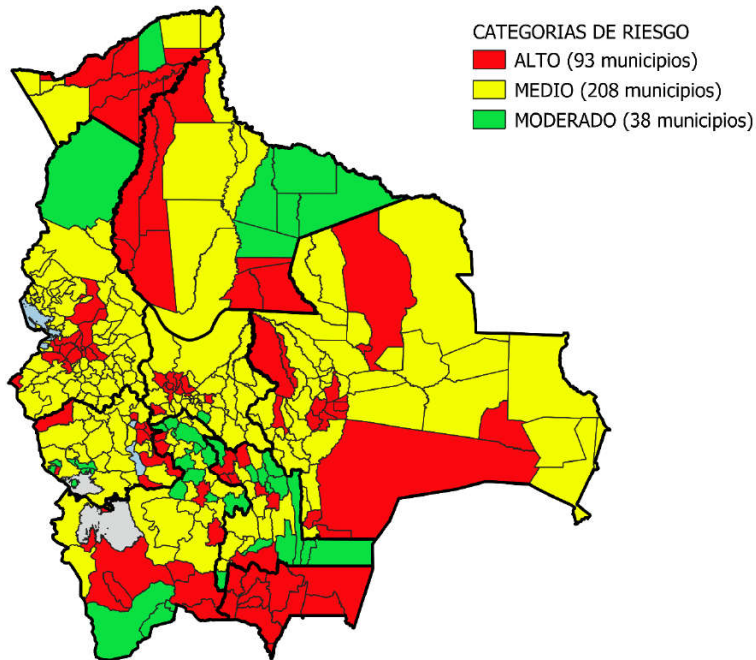 CATEGORIAS DE RIESGO
ALTO (93 municipios)
MEDIO (208 municipios)
MODERADO (38 municipios)